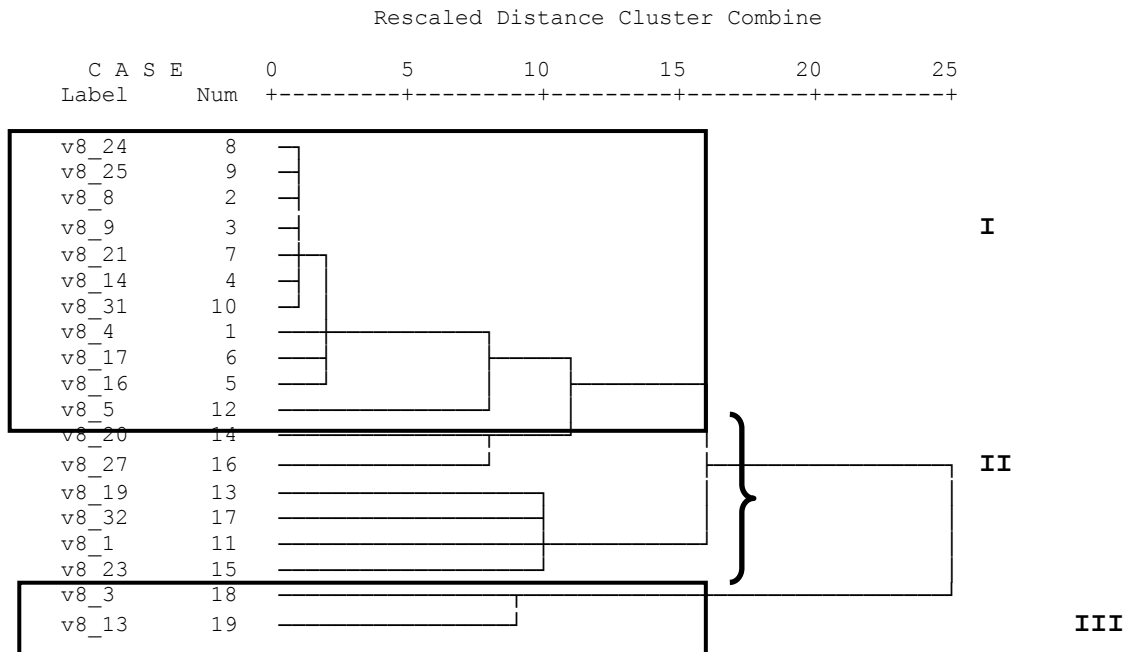 Rescaled Distance Cluster Combine
C A S E 0 5 10 15 20 25
Label Num +---------+---------+---------+---------+---------+
v8_24 8
v8_25 9
v8_8 2
v8_9 3
I
v8_21 7
v8_14 4
v8_31 10
v8_4 1
v8_17 6
v8_16 5
v8_5 12
v8_20 14
v8_27 16
II
v8_19 13
v8_32 17
v8_1 11
v8_23 15
v8_3 18
v8_13 19
III